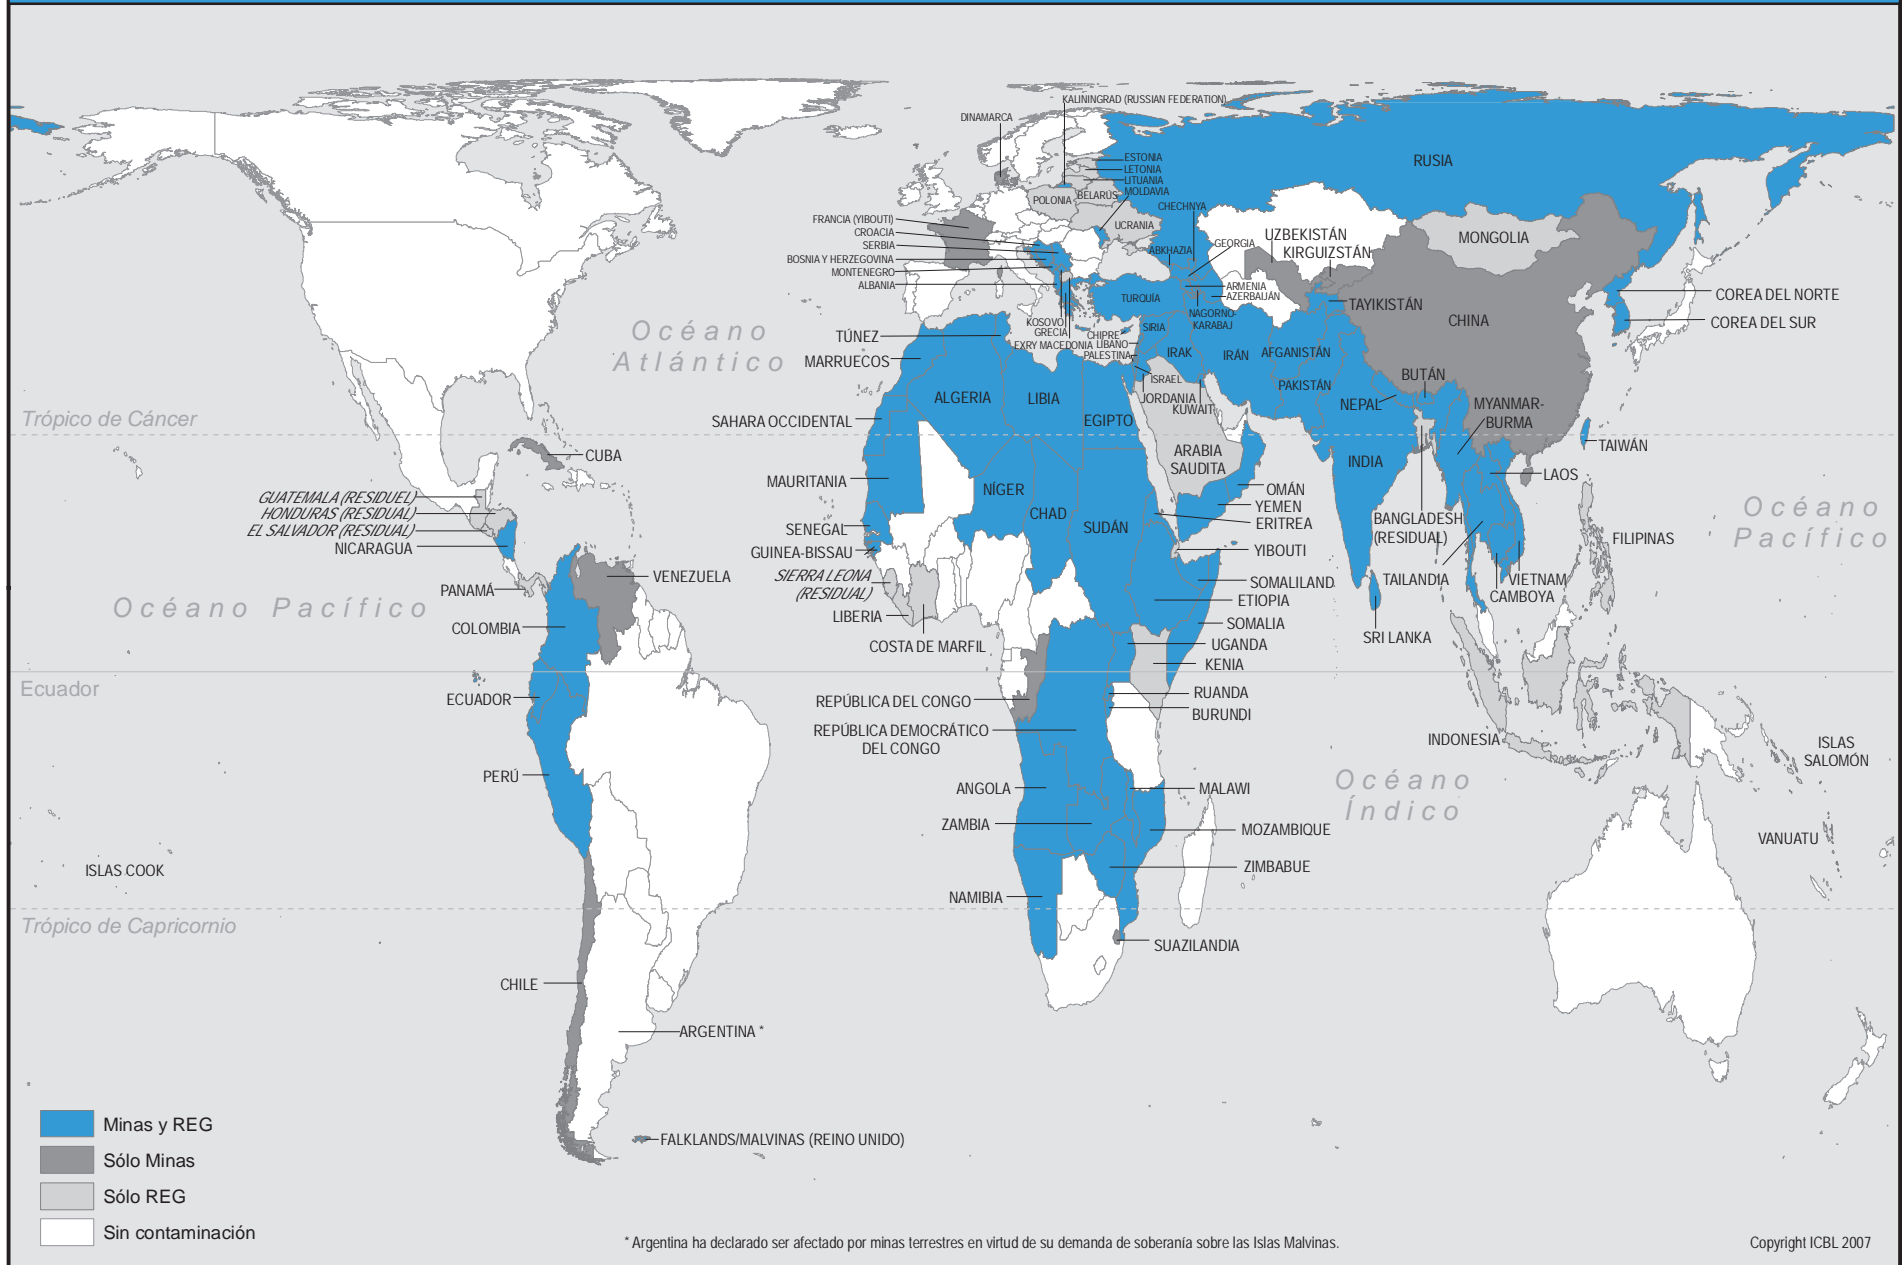 KALININGRAD (RUSSIAN FEDERATION)
DINAMARCA
ESTONIA
LETONIA
LITUANIA
MOLDAVIA
RUSIA
POLONIA
BELARÚS
CHECHNYA
FRANCIA (YIBOUTI)
CROACIA
SERBIA
BOSNIA Y HERZEGOVINA
MONTENEGRO
ALBANIA
UCRANIA
ABKHAZIA
GEORGIA
UZBEKISTÁN
KIRGUIZSTÁN
MONGOLIA
ARMENIA
AZERBAIJÁN
TURQUÍA
NAGORNO-
KARABAJ
TAYIKISTÁN
CHINA
COREA DEL NORTE
COREA DEL SUR
Océano
Atlántico
TÚNEZ
MARRUECOS
KOSOVO
GRECIA
EXRY MACEDONIA
CHIPRE
LÍBANO
PALESTINA
SIRIA
IRAK
IRÁN
AFGANISTÁN
ISRAEL
JORDANIA
KUWAIT
PAKISTÁN
BUTÁN
NEPAL
MYANMAR-
BURMA
ALGERIA
LIBIA
EGIPTO
SAHARA OCCIDENTAL
Trópico de Cáncer
CUBA
ARABIA
SAUDITA
INDIA
TAIWÁN
LAOS
MAURITANIA
NÍGER
CHAD
SUDÁN
OMÁN
YEMEN
ERITREA
YIBOUTI
GUATEMALA (RESIDUEL)
HONDURAS (RESIDUAL)
EL SALVADOR (RESIDUAL)
NICARAGUA
SENEGAL
GUINEA-BISSAU
SIERRA LEONA
(RESIDUAL)
LIBERIA
COSTA DE MARFIL
BANGLADESH
(RESIDUAL)
FILIPINAS
Océano
Pacífico
TAILANDIA
VIETNAM
CAMBOYA
SRI LANKA
PANAMÁ
VENEZUELA
Océano Pacífico
COLOMBIA
SOMALILAND
ETIOPIA
SOMALIA
UGANDA
KENIA
RUANDA
BURUNDI
Ecuador
ECUADOR
REPÚBLICA DEL CONGO
REPÚBLICA DEMOCRÁTICO
DEL CONGO
INDONESIA
ISLAS
SALOMÓN
PERÚ
ANGOLA
MALAWI
ZAMBIA
MOZAMBIQUE
Océano
Índico
VANUATU
ISLAS COOK
ZIMBABUE
NAMIBIA
Trópico de Capricornio
SUAZILANDIA
CHILE
ARGENTINA *
FALKLANDS/MALVINAS (REINO UNIDO)
Minas y REG
Sólo Minas
Sólo REG
Sin contaminación
* Argentina ha declarado ser afectado por minas terrestres en virtud de su demanda de soberanía sobre las Islas Malvinas.
Copyright ICBL 2007